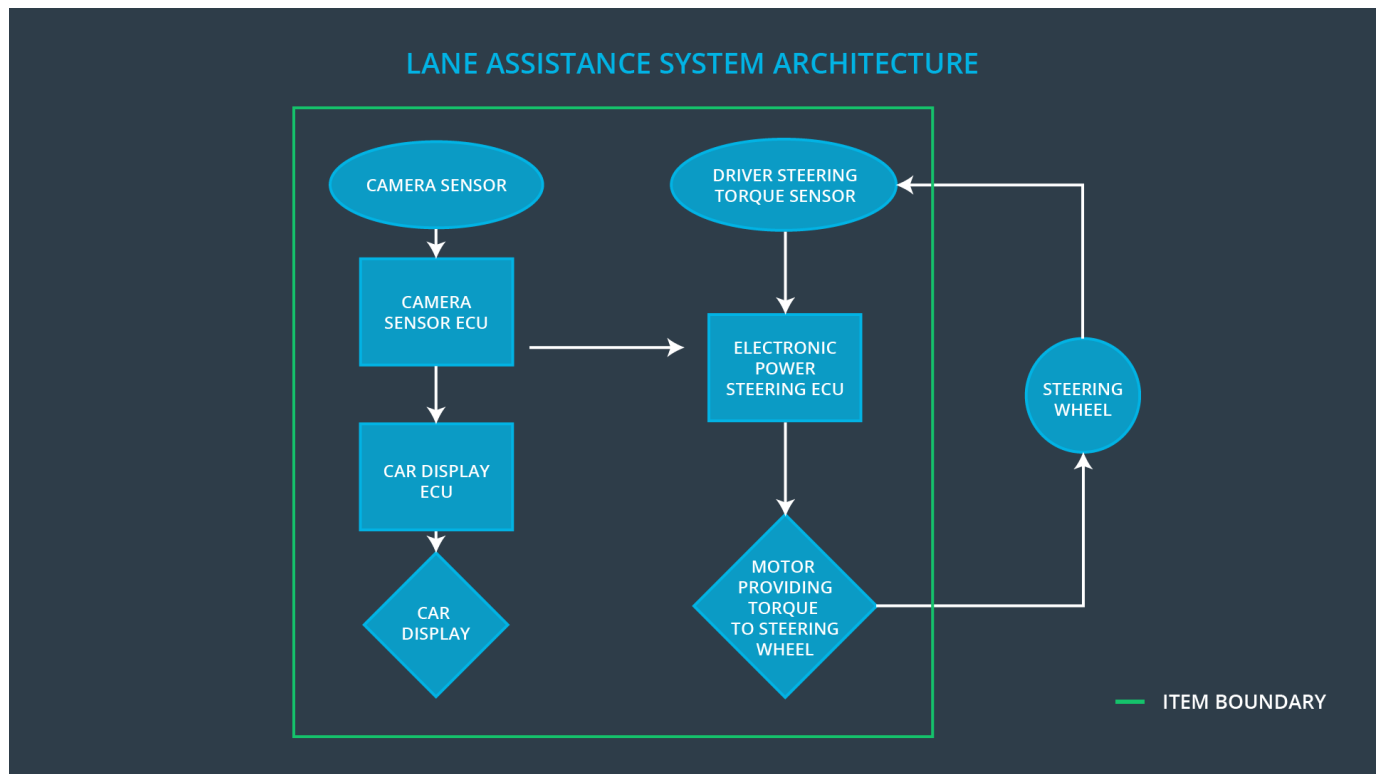 LANE ASSISTANCE SYSTEM ARCHITECTURE
CAMERA SENSOR
CAMERA
SENSOR ECU
CAR DISPLAY
ECU
CAR
DISPLAY
DRIVER STEERING
TORQUE SENSOR
ELECTRONIC
POWER
STEERING ECU
MOTOR
PROVIDING
TORQUE
TO STEERING
WHEEL
STEERING
WHEEL
ITEM BOUNDARY